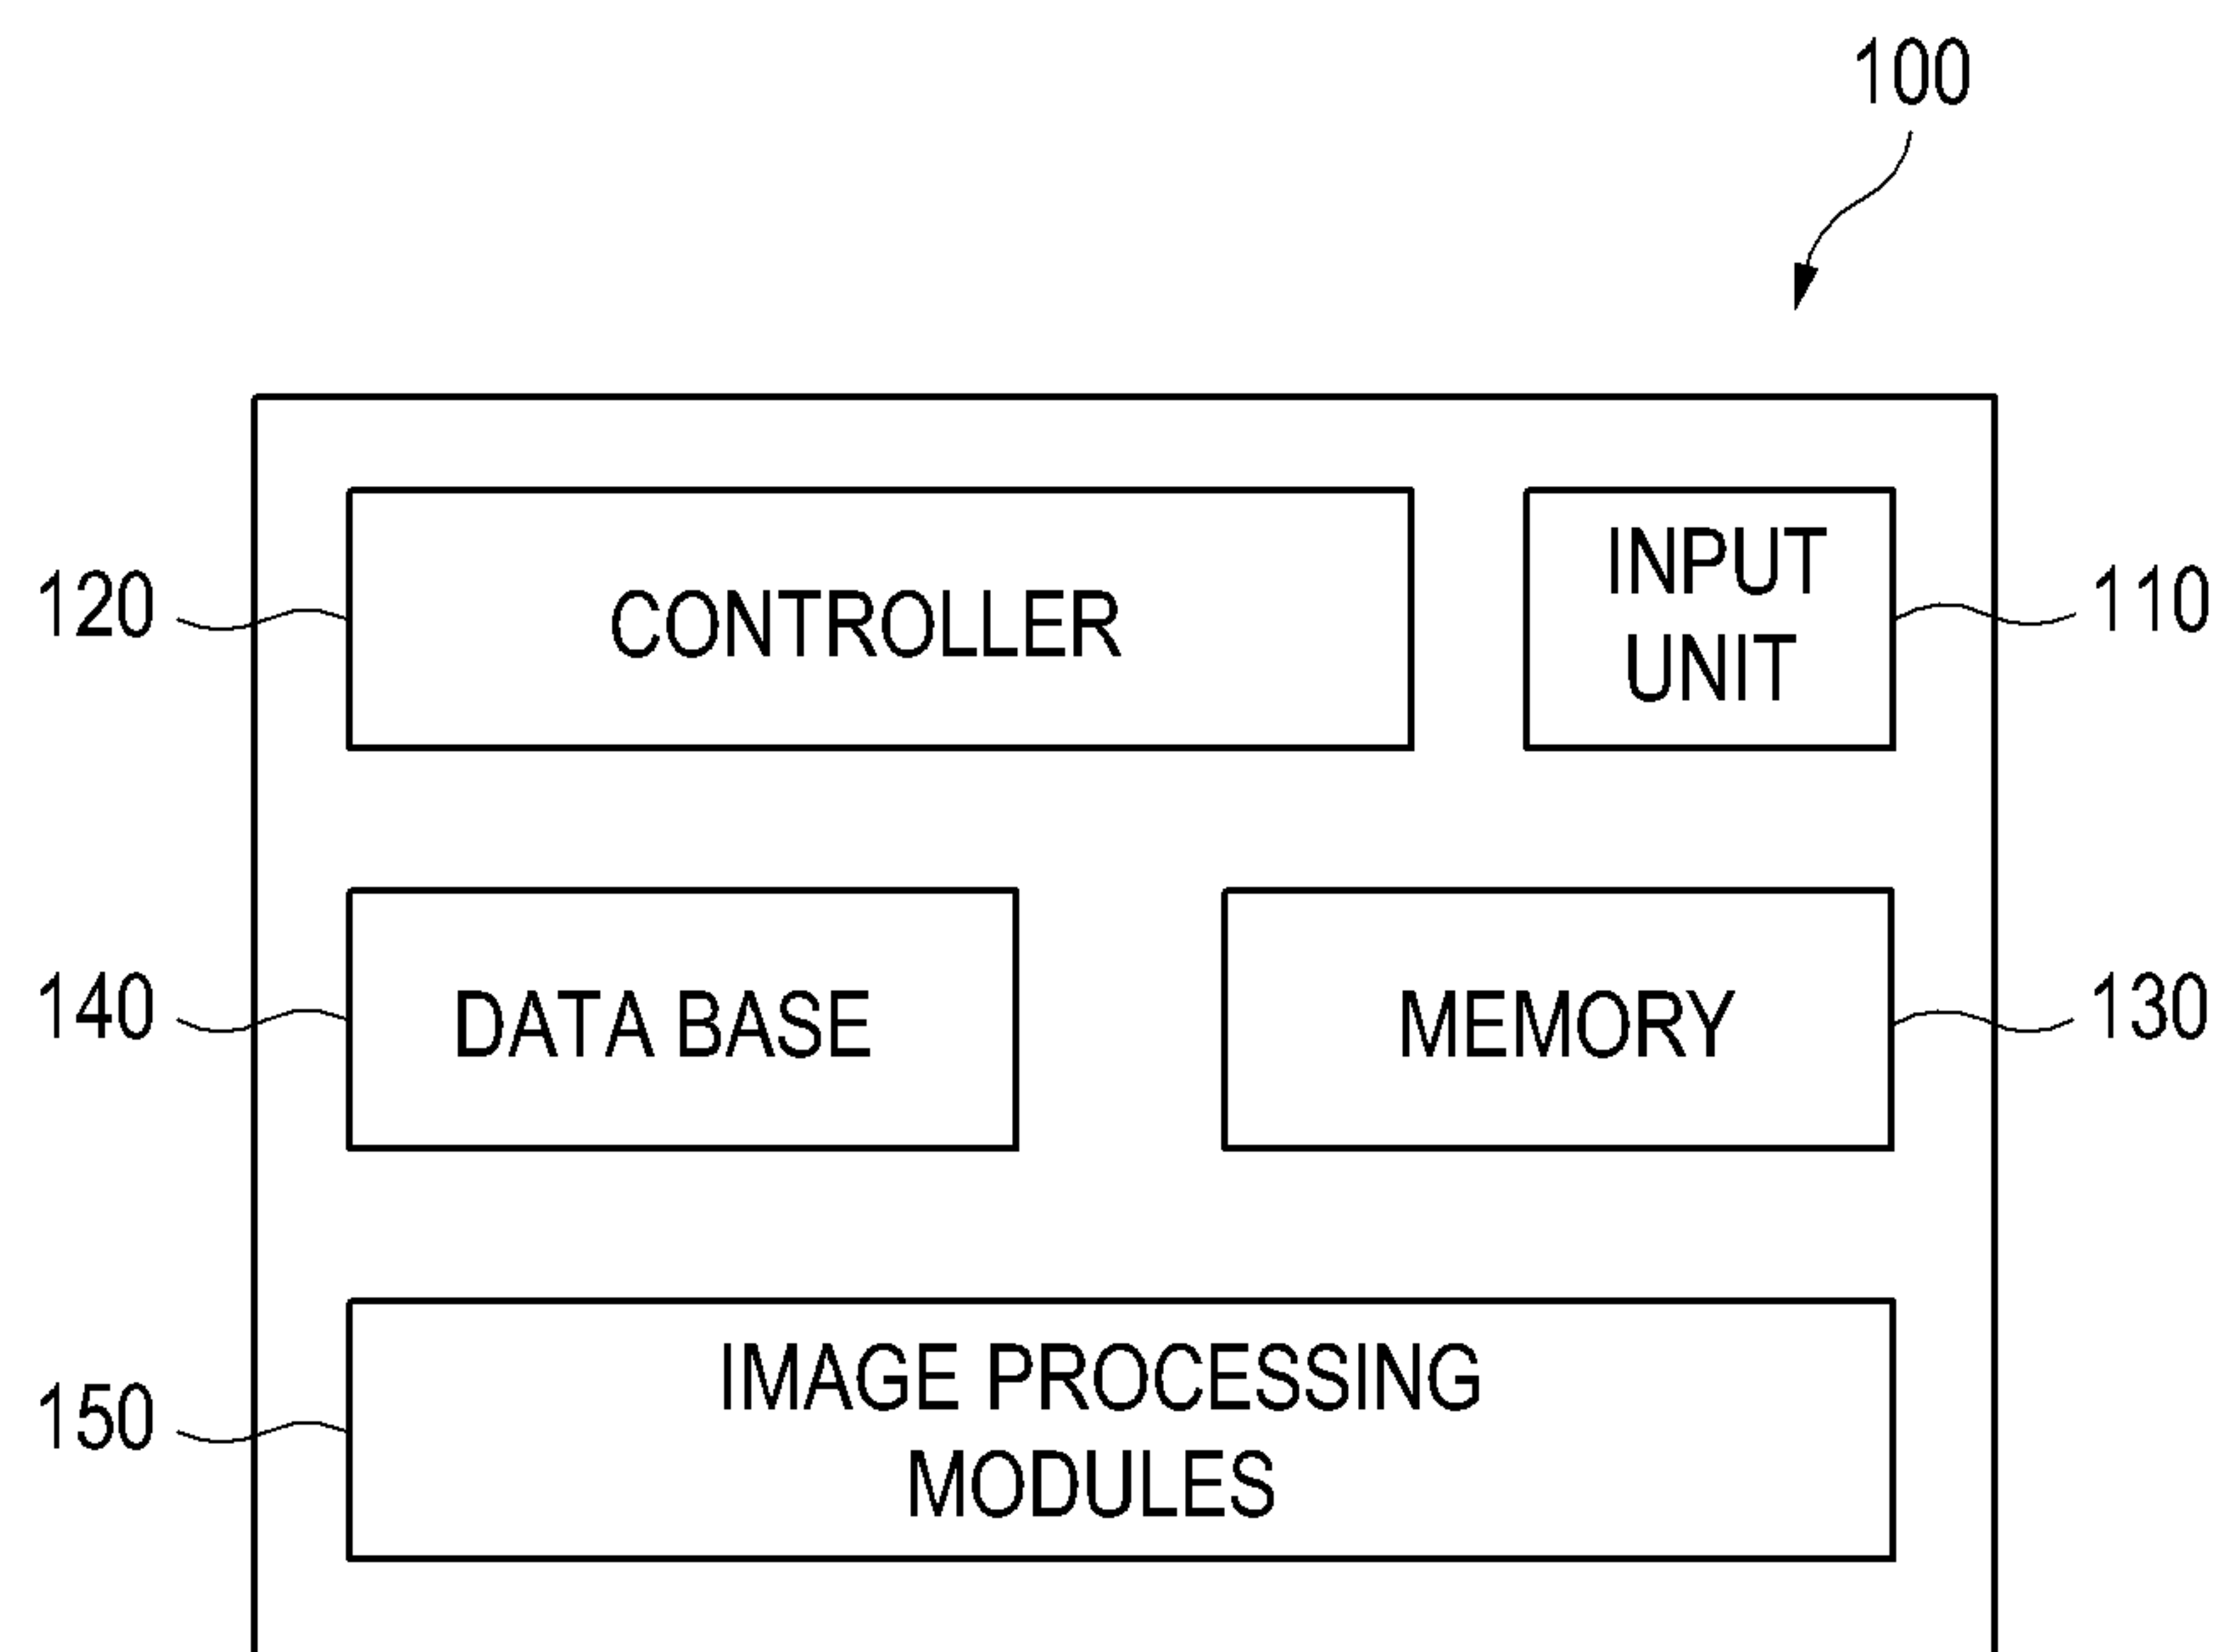 100
120
CONTROLLER
INPUT
UNIT
110
140
DATA BASE
MEMORY
130
150
IMAGE PROCESSING
MODULES